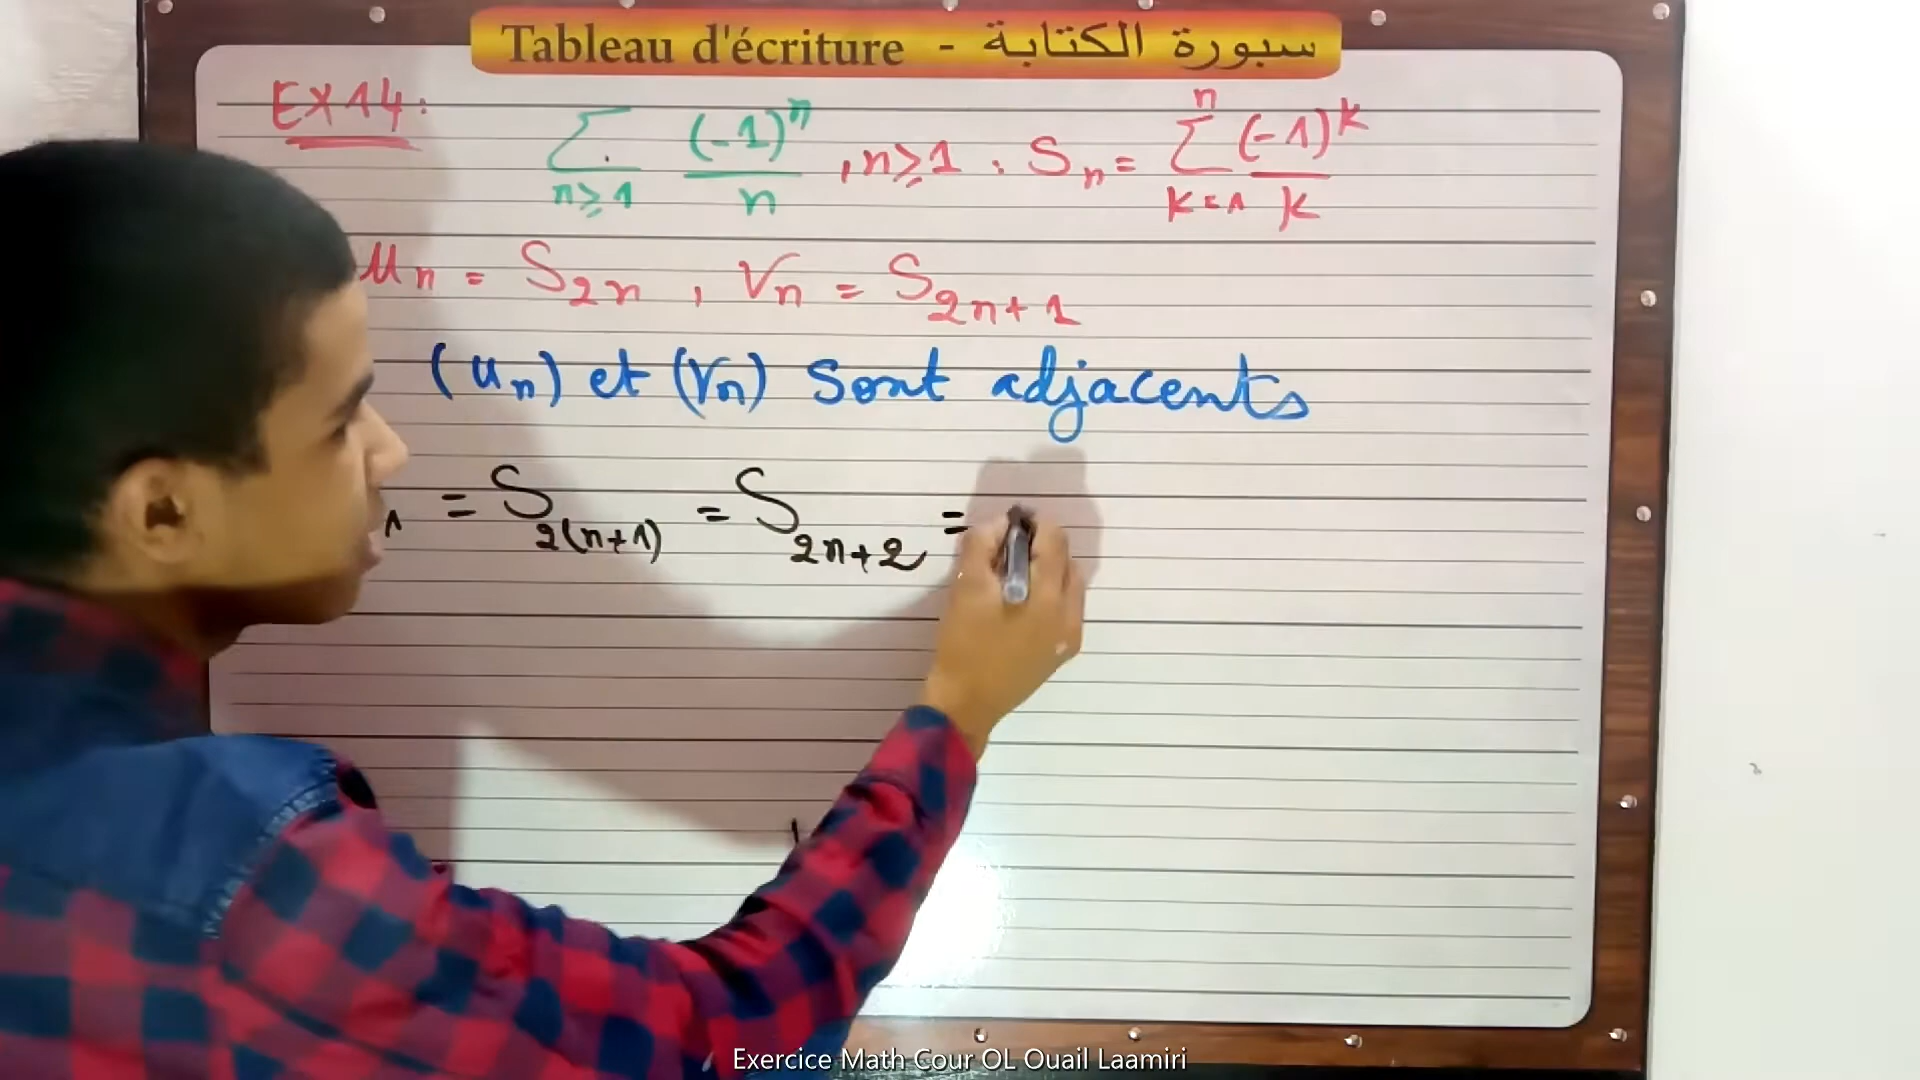 Tableau d'écriture - سبورة الكتابة
EX14:
∑_{n≥1} (-1)^n / n , n≥1 : S_n = ∑_{k=1}^{n} (-1)^k / k
u_n = S_{2n} , V_n = S_{2n+1}
(u_n) et (V_n) sont adjacents
1 = S_{2(n+1)} = S_{2n+2} =
Exercice Math Cour OL Ouail Laamiri